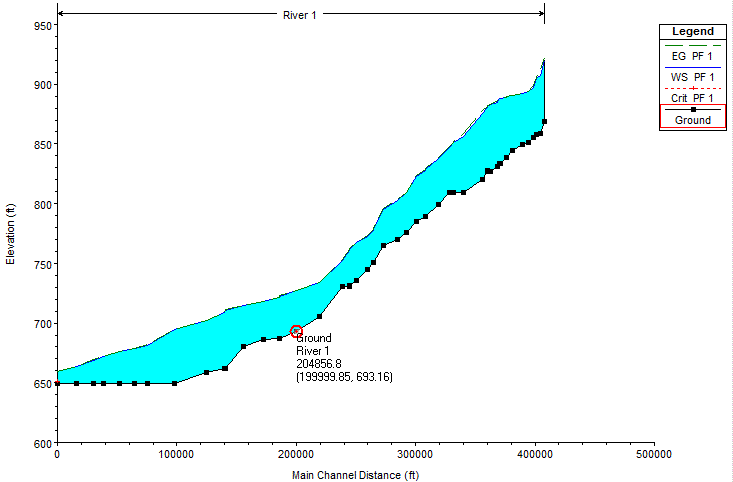 River 1
950
900
850
800
750
700
650
600
Elevation (ft)
0
100000
200000
300000
400000
500000
Main Channel Distance (ft)
Ground
River 1
204856.8
(199999.85, 693.16)
Legend
EG PF 1
WS PF 1
Crit PF 1
Ground